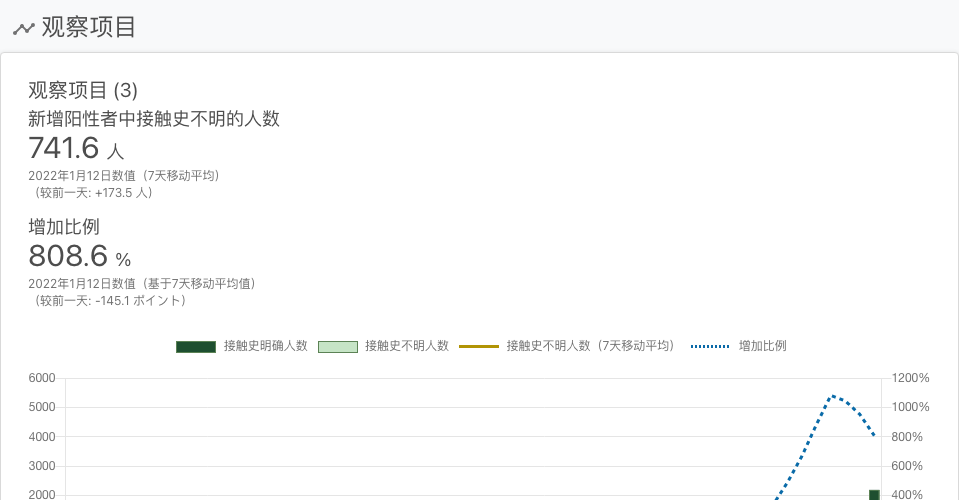 观察项目
观察项目 (3)
新增阳性者中接触史不明的人数
741.6 人
2022年1月12日数值（7天移动平均）
（较前一天: +173.5 人）
增加比例
808.6 %
2022年1月12日数值（基于7天移动平均值）
（较前一天: -145.1 ポイント）
接触史明确人数 接触史不明人数 接触史不明人数（7天移动平均） 增加比例
6000 1200%
5000 1000%
4000 800%
3000 600%
2000 400%